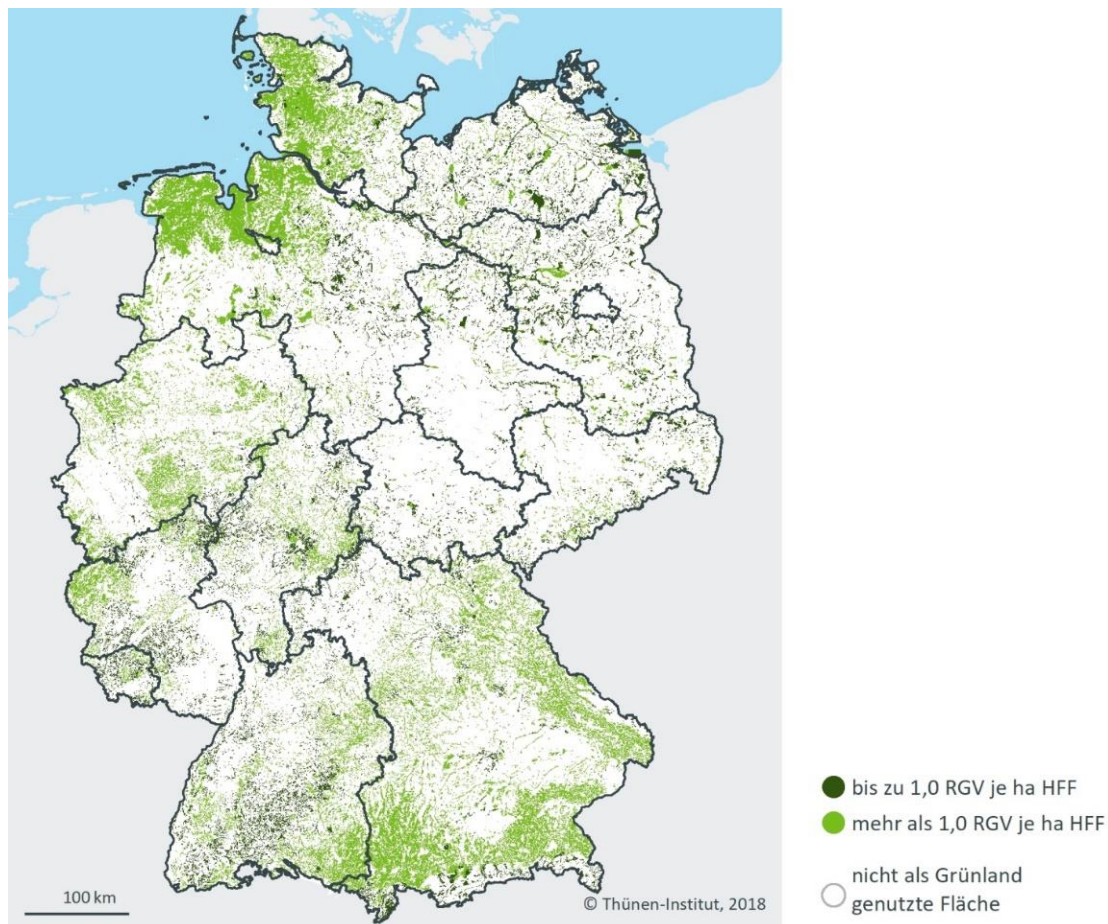 bis zu 1,0 RGV je ha HFF
mehr als 1,0 RGV je ha HFF
nicht als Grünland
genutzte Fläche
100 km
© Thünen-Institut, 2018